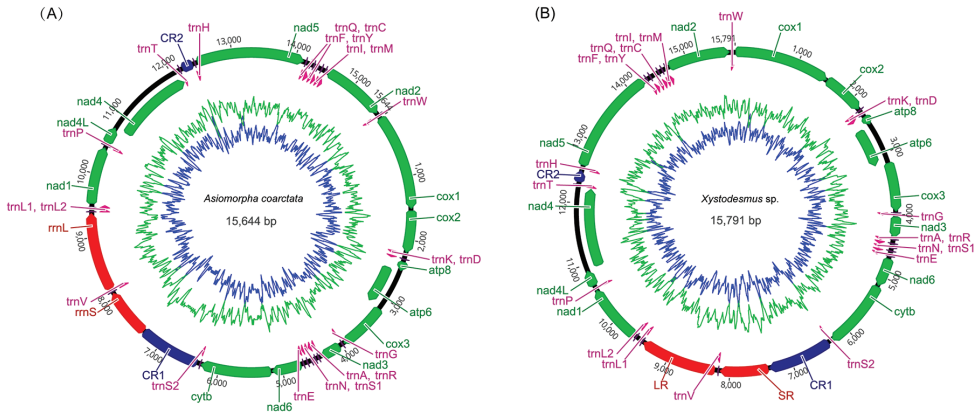 (A)
trnH
CR2
trnT
nad5
trnQ, trnC
trnF, trnY
trnI, trnM
nad2
trnW
cox1
cox2
trnK, trnD
atp8
atp6
cox3
trnG
nad3
trnA, trnR
trnN, trnS1
trnE
nad6
cytb
trnS2
CR1
rrnS
trnV
rrnL
trnL1, trnL2
nad1
trnP
nad4L
nad4
1,000
2,000
3,000
4,000
5,000
6,000
7,000
8,000
9,000
10,000
11,000
12,000
13,000
14,000
15,000
15,644
Asiomorpha coarctata
15,644 bp
(B)
trnW
cox1
cox2
trnK, trnD
atp8
atp6
cox3
trnG
nad3
trnA, trnR
trnN, trnS1
trnE
nad6
cytb
trnS2
CR1
SR
trnV
LR
trnL2
trnL1
nad1
trnP
nad4L
nad4
trnT
CR2
trnH
nad5
trnF, trnY
trnQ, trnC
trnI, trnM
nad2
15,791
1,000
2,000
3,000
4,000
5,000
6,000
7,000
8,000
9,000
10,000
11,000
12,000
3,000
14,000
15,000
Xystodesmus sp.
15,791 bp